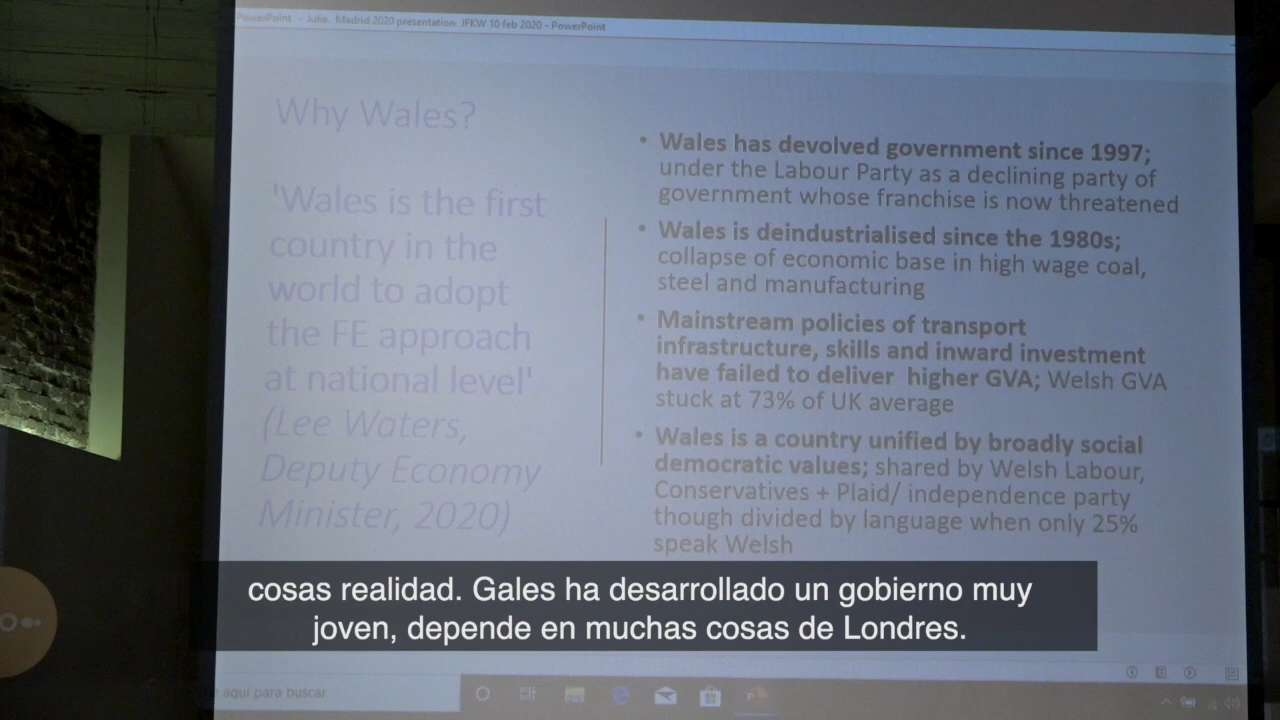 PowerPoint - Julie. Madrid 2020 presentation JFKW 10 feb 2020 - PowerPoint
Why Wales?
'Wales is the first
country in the
world to adopt
the FE approach
at national level'
(Lee Waters,
Deputy Economy
Minister, 2020)
• Wales has devolved government since 1997;
under the Labour Party as a declining party of
government whose franchise is now threatened
• Wales is deindustrialised since the 1980s;
collapse of economic base in high wage coal,
steel and manufacturing
• Mainstream policies of transport
infrastructure, skills and inward investment
have failed to deliver higher GVA; Welsh GVA
stuck at 73% of UK average
• Wales is a country unified by broadly social
democratic values; shared by Welsh Labour,
Conservatives + Plaid/ independence party
though divided by language when only 25%
speak Welsh
cosas realidad. Gales ha desarrollado un gobierno muy
joven, depende en muchas cosas de Londres.
aquí para buscar